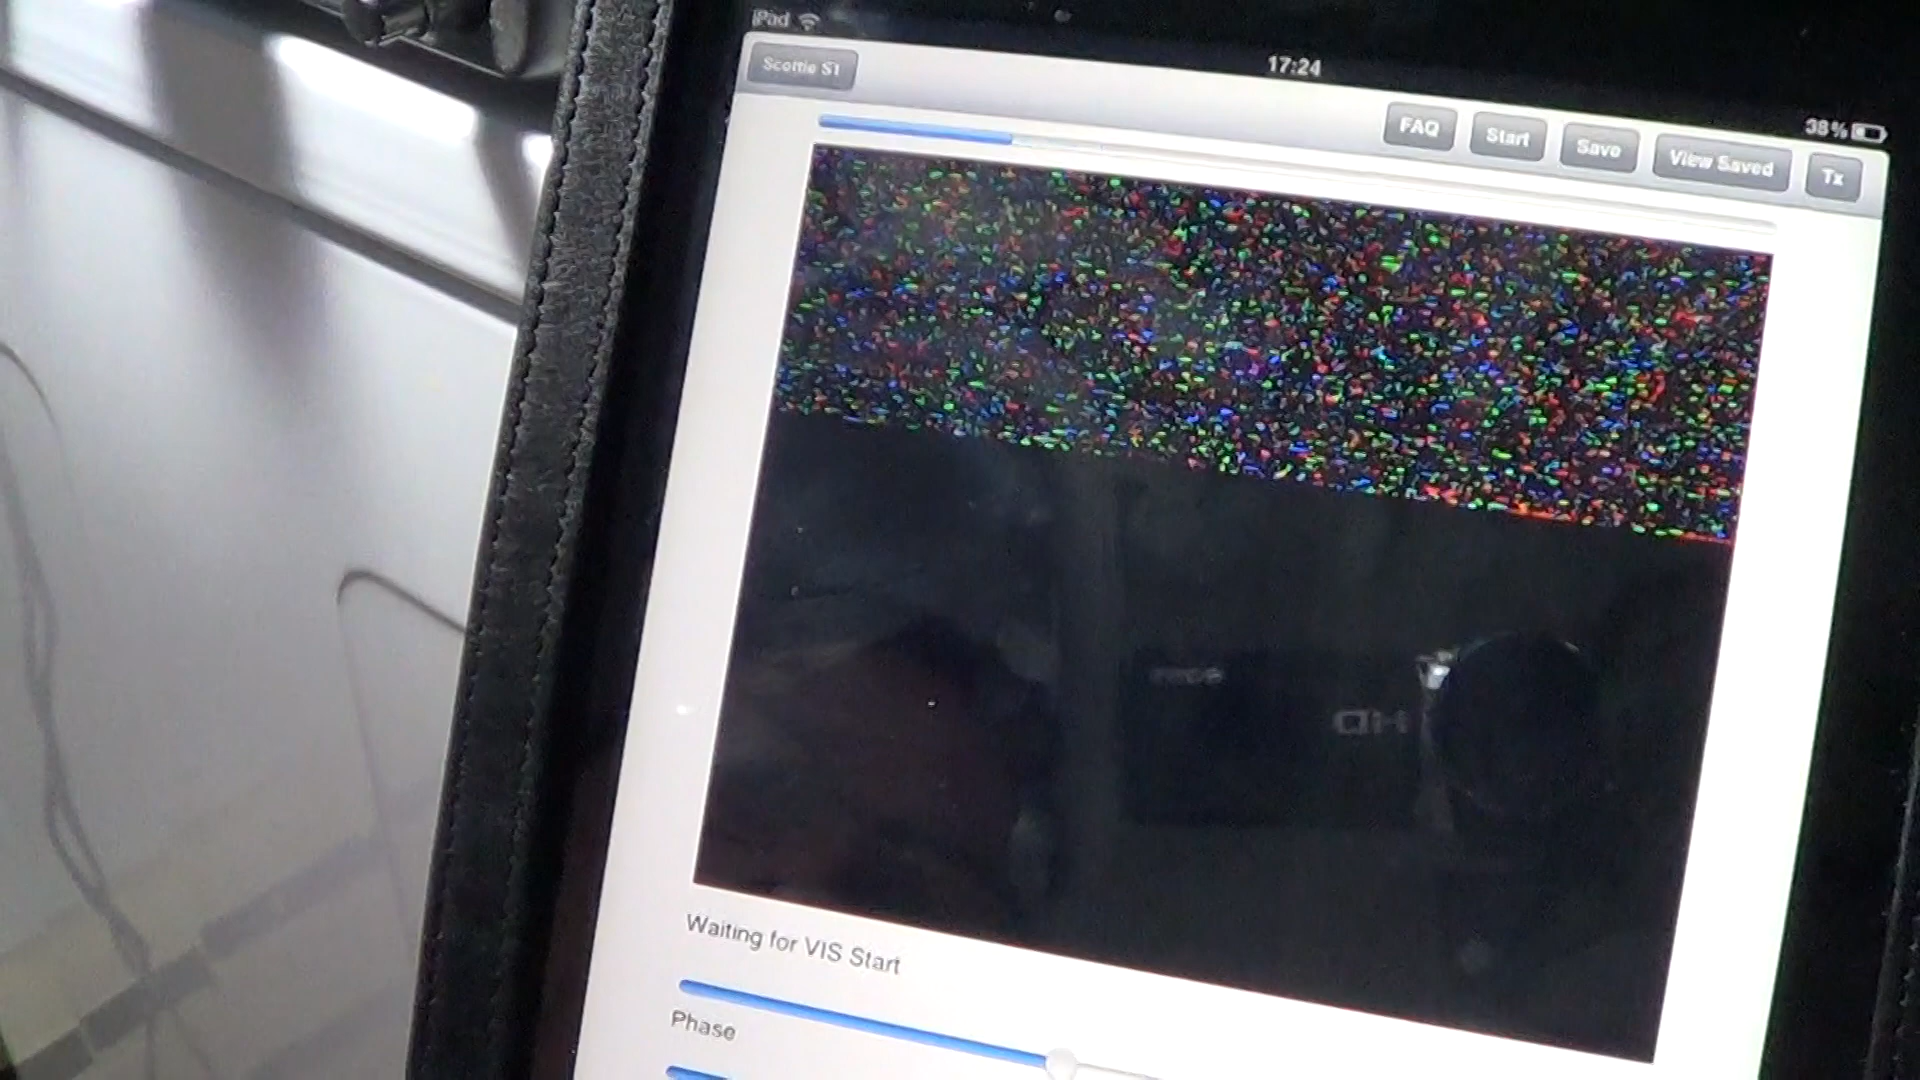 iPad
17:24
38%
Scottie S1
FAQ
Start
Save
View Saved
Tx
HD
Waiting for VIS Start
Phase